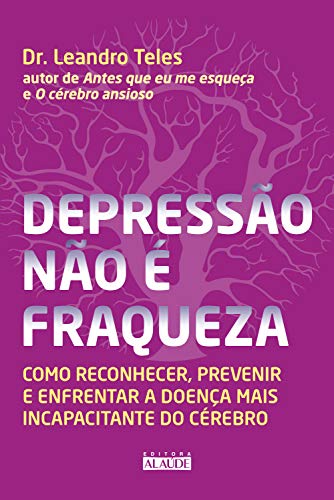 Dr. Leandro Teles
autor de Antes que eu me esqueça
e O cérebro ansioso
DEPRESSÃO
NÃO É
FRAQUEZA
COMO RECONHECER, PREVENIR
E ENFRENTAR A DOENÇA MAIS
INCAPACITANTE DO CÉREBRO
EDITORA
ALAÚDE